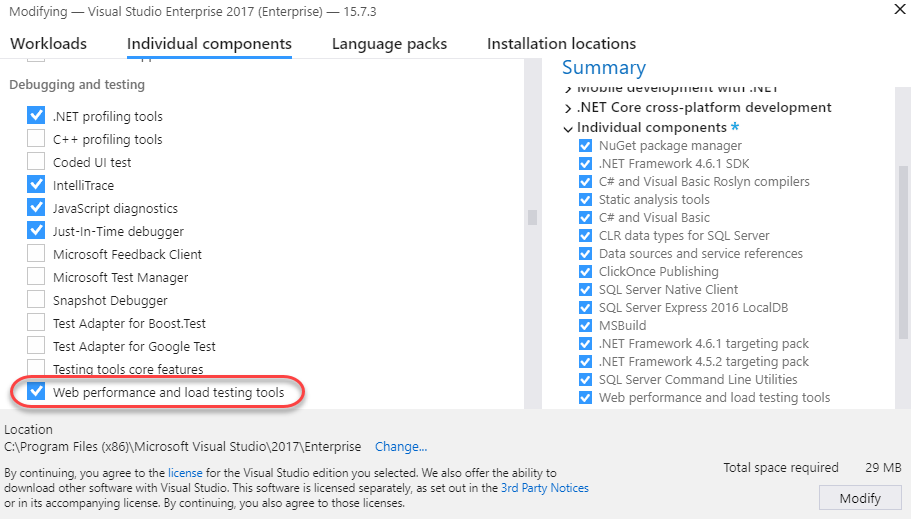 Modifying — Visual Studio Enterprise 2017 (Enterprise) — 15.7.3
Workloads
Individual components
Language packs
Installation locations
Debugging and testing
.NET profiling tools
C++ profiling tools
Coded UI test
IntelliTrace
JavaScript diagnostics
Just-In-Time debugger
Microsoft Feedback Client
Microsoft Test Manager
Snapshot Debugger
Test Adapter for Boost.Test
Test Adapter for Google Test
Testing tools core features
Web performance and load testing tools
Summary
Mobile development with .NET
.NET Core cross-platform development
Individual components *
NuGet package manager
.NET Framework 4.6.1 SDK
C# and Visual Basic Roslyn compilers
Static analysis tools
C# and Visual Basic
CLR data types for SQL Server
Data sources and service references
ClickOnce Publishing
SQL Server Native Client
SQL Server Express 2016 LocalDB
MSBuild
.NET Framework 4.6.1 targeting pack
.NET Framework 4.5.2 targeting pack
SQL Server Command Line Utilities
Web performance and load testing tools
Location
C:\Program Files (x86)\Microsoft Visual Studio\2017\Enterprise Change...
By continuing, you agree to the license for the Visual Studio edition you selected. We also offer the ability to
download other software with Visual Studio. This software is licensed separately, as set out in the 3rd Party Notices
or in its accompanying license. By continuing, you also agree to those licenses.
Total space required 29 MB
Modify